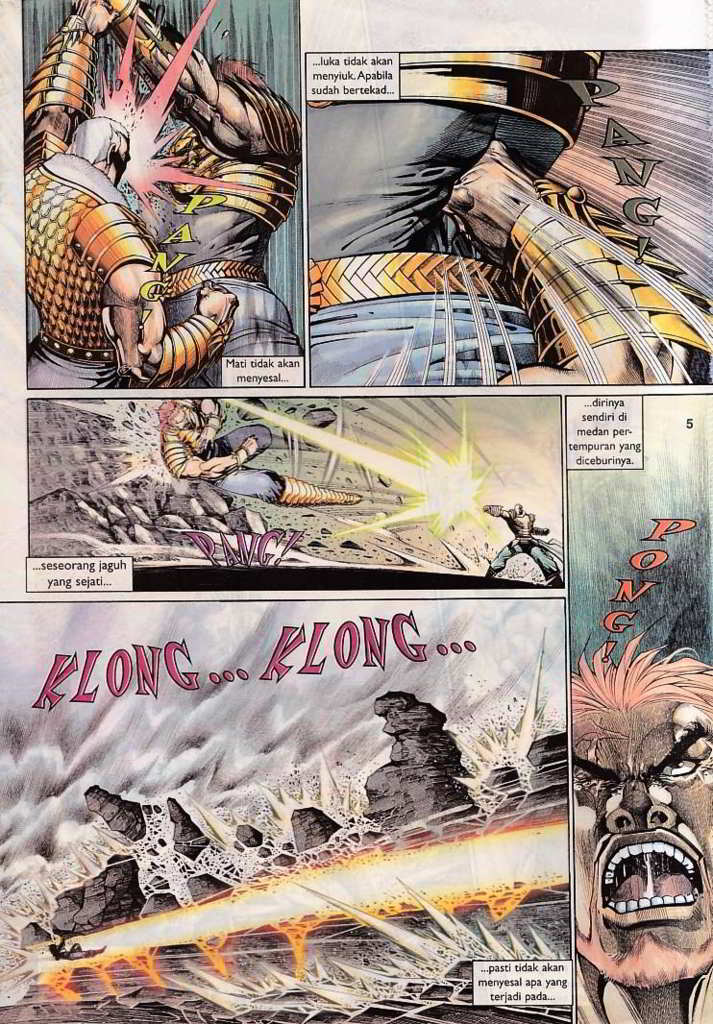 PANG!
Mati tidak akan
menyesal...
...luka tidak akan
menyiuk. Apabila
sudah bertekad...
PANG!
PANG!
...seseorang jaguh
yang sejati...
KLONG... KLONG...
...pasti tidak akan
menyesal apa yang
terjadi pada...
...dirinya
sendiri di
medan per-
tempuran yang
diceburinya.
5
PONG!